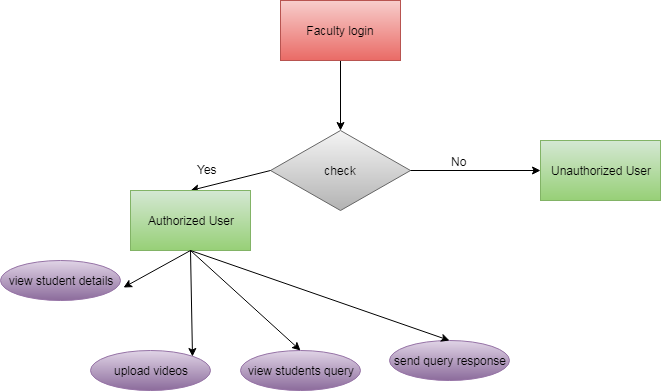 Faculty login
check
Yes
No
Unauthorized User
Authorized User
view student details
upload videos
view students query
send query response